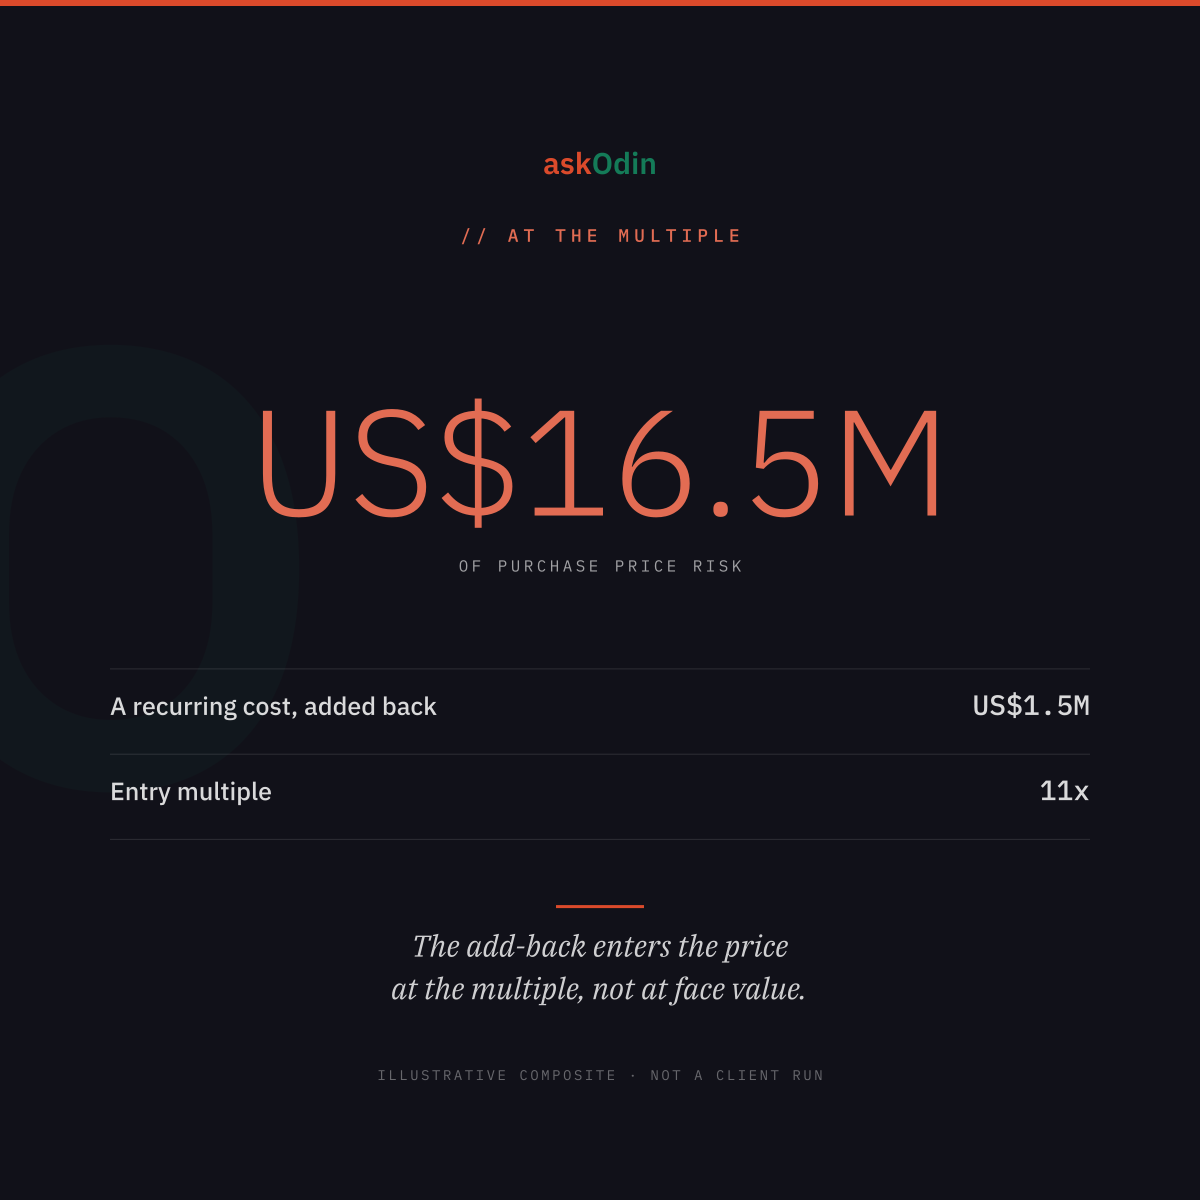 askOdin
// AT THE MULTIPLE
US$16.5M
OF PURCHASE PRICE RISK
A recurring cost, added back US$1.5M
Entry multiple 11x
The add-back enters the price
at the multiple, not at face value.
ILLUSTRATIVE COMPOSITE · NOT A CLIENT RUN